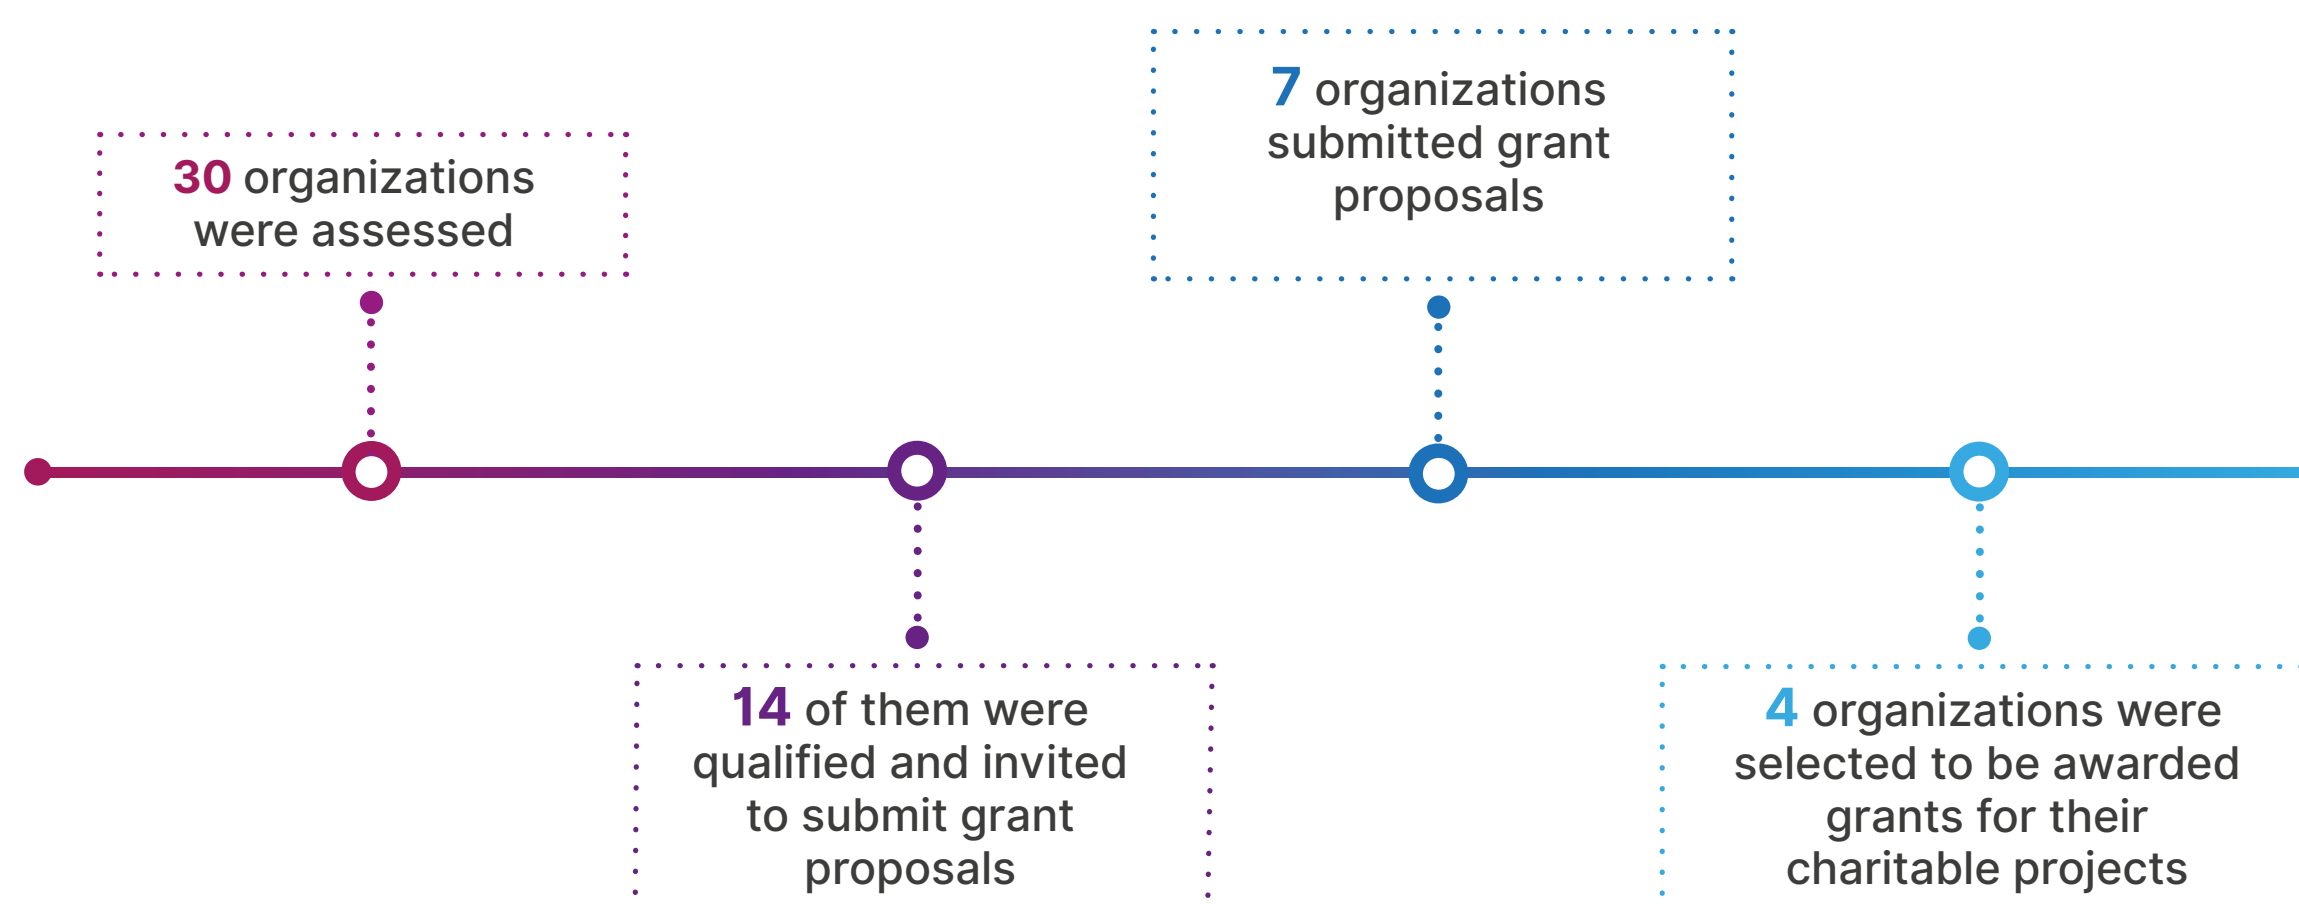 30 organizations
were assessed
14 of them were
qualified and invited
to submit grant
proposals
7 organizations
submitted grant
proposals
4 organizations were
selected to be awarded
grants for their
charitable projects